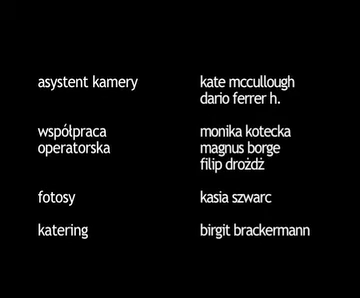 asystent kamery kate mccullough
dario ferrer h.
współpraca monika kotecka
operatorska magnus borge
filip drożdż
fotosy kasia szwarc
katering birgit brackermann